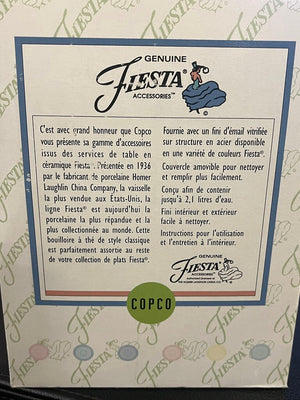 GENUINE
FIESTA®
ACCESSORIES™
C'est avec grand honneur que Copco
vous présente sa gamme d'accessoires
issus des services de table en
céramique Fiesta®. Présentée en 1936
par le fabricant de porcelaine Homer
Laughlin China Company, la vaisselle
la plus vendue aux États-Unis, la
ligne Fiesta® est aujourd'hui la
porcelaine la plus répandue et la
plus collectionnée au monde. Cette
bouilloire à thé de style classique
est parfaitement assortie au reste
de votre collection de plats Fiesta®.
Fournie avec un fini d'émail vitrifiée
sur structure en acier disponible
en une variété de couleurs Fiesta®.
Couvercle amovible pour nettoyer
et remplir plus facilement.
Conçu afin de contenir
jusqu'à 2,1 litres d'eau.
Fini intérieur et extérieur
facile à nettoyer.
Instructions pour l'utilisation
et l'entretien à l'intérieur.
GENUINE
FIESTA®
ACCESSORIES™
COPCO